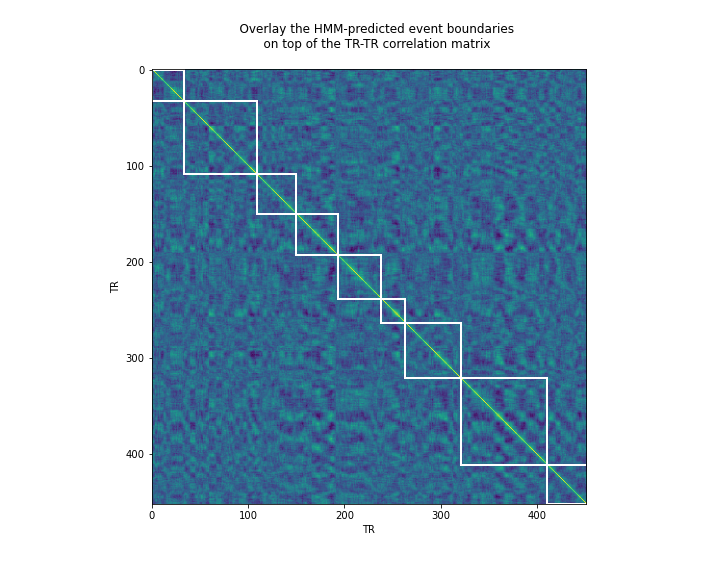 Overlay the HMM-predicted event boundaries
on top of the TR-TR correlation matrix
0
100
200
300
400
TR
0 100 200 300 400
TR